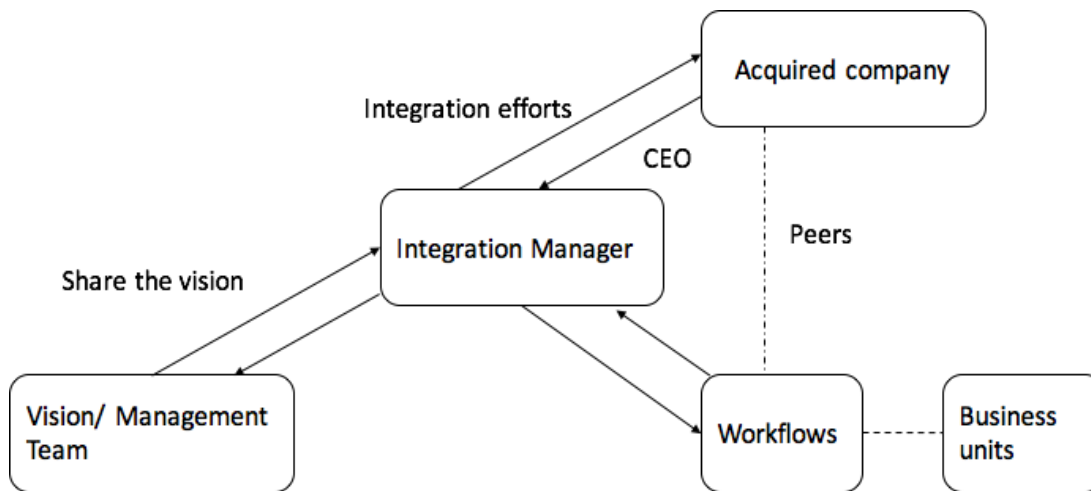 Acquired company
Integration efforts
CEO
Integration Manager
Peers
Share the vision
Vision/ Management
Team
Workflows
Business
units